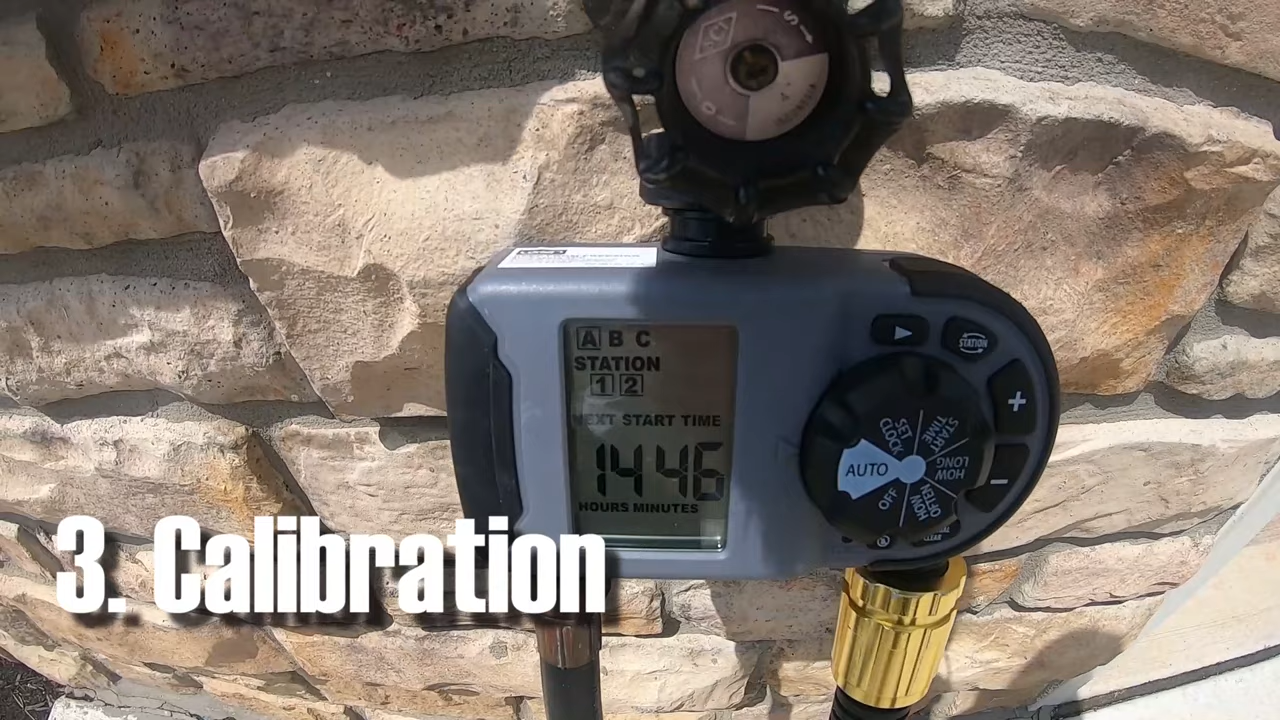 A B C
STATION
1 2
NEXT START TIME
14 46
HOURS MINUTES
STATION
+
−
SET CLOCK
START TIME
HOW LONG
HOW OFTEN
OFF
AUTO
CLEAR
3. Calibration